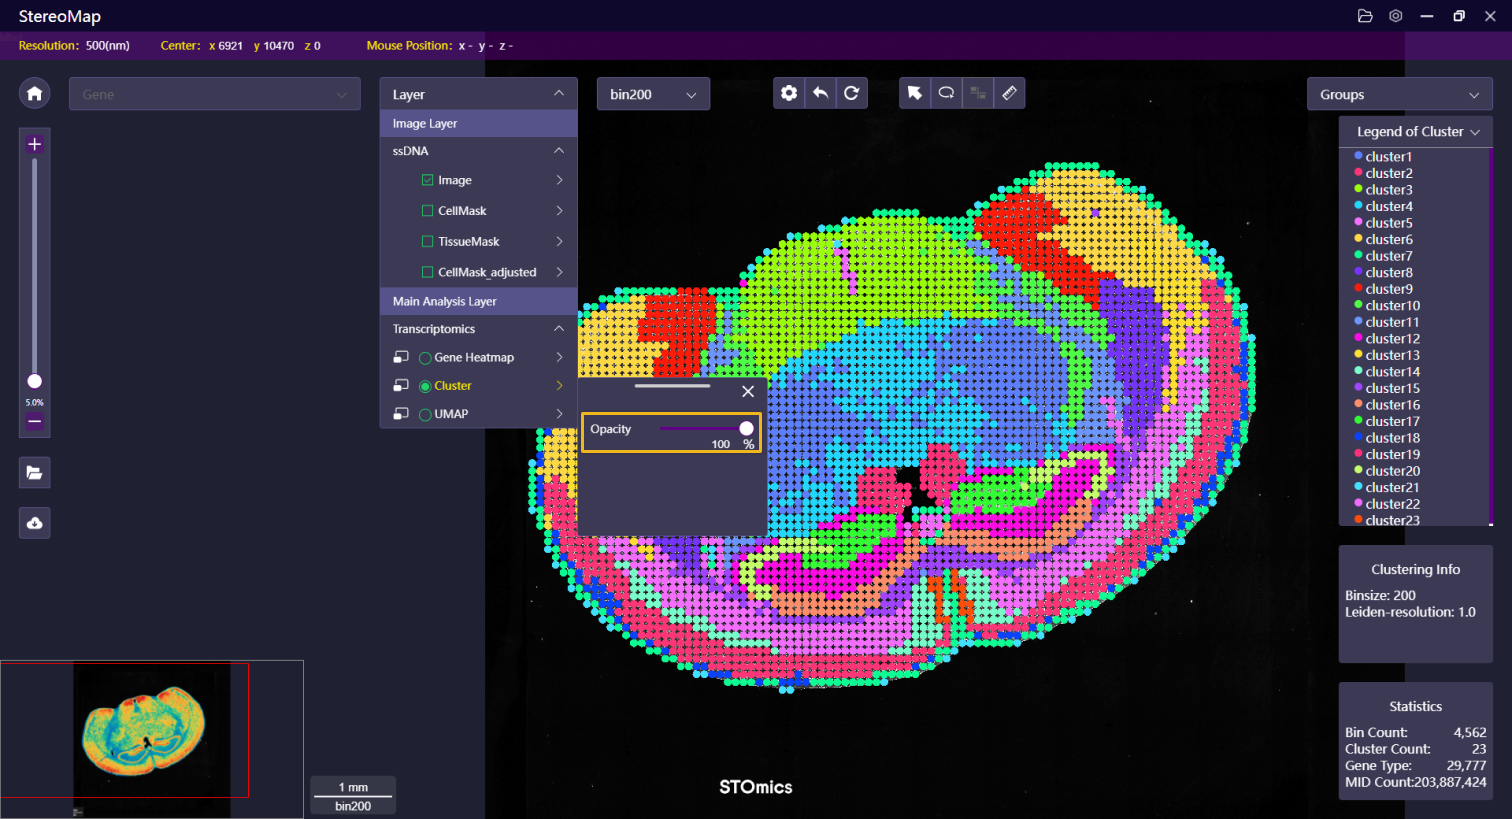 StereoMap
Resolution: 500(nm) Center: x 6921 y 10470 z 0 Mouse Position: x - y - z -
Gene
Layer
bin200
Groups
Image Layer
ssDNA
Image
CellMask
TissueMask
CellMask_adjusted
Main Analysis Layer
Transcriptomics
Gene Heatmap
Cluster
UMAP
5.0%
Opacity
100 %
Legend of Cluster
cluster1
cluster2
cluster3
cluster4
cluster5
cluster6
cluster7
cluster8
cluster9
cluster10
cluster11
cluster12
cluster13
cluster14
cluster15
cluster16
cluster17
cluster18
cluster19
cluster20
cluster21
cluster22
cluster23
Clustering Info
Binsize: 200
Leiden-resolution: 1.0
Statistics
Bin Count: 4,562
Cluster Count: 23
Gene Type: 29,777
MID Count:203,887,424
1 mm
bin200
STOmics